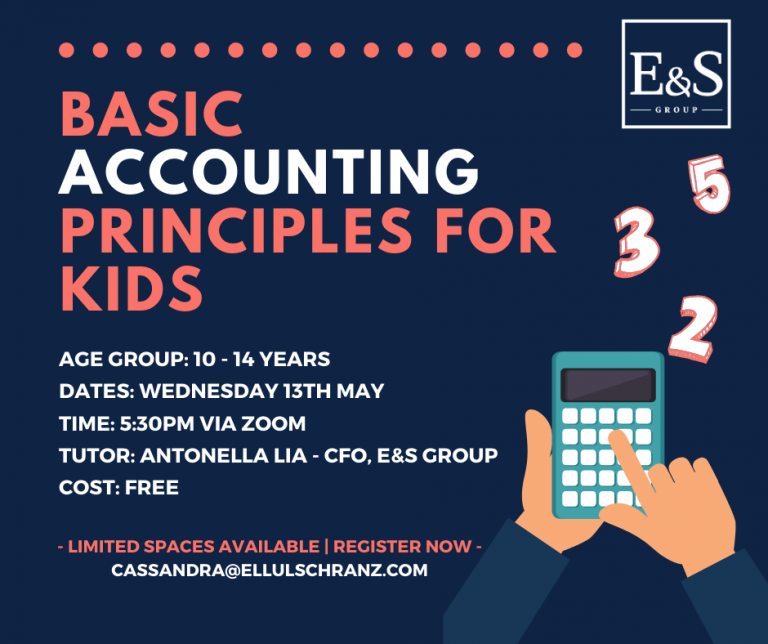 E&S
GROUP
BASIC
ACCOUNTING
PRINCIPLES FOR
KIDS
5
3
2
AGE GROUP: 10 - 14 YEARS
DATES: WEDNESDAY 13TH MAY
TIME: 5:30PM VIA ZOOM
TUTOR: ANTONELLA LIA - CFO, E&S GROUP
COST: FREE
- LIMITED SPACES AVAILABLE | REGISTER NOW -
CASSANDRA@ELLULSCHRANZ.COM